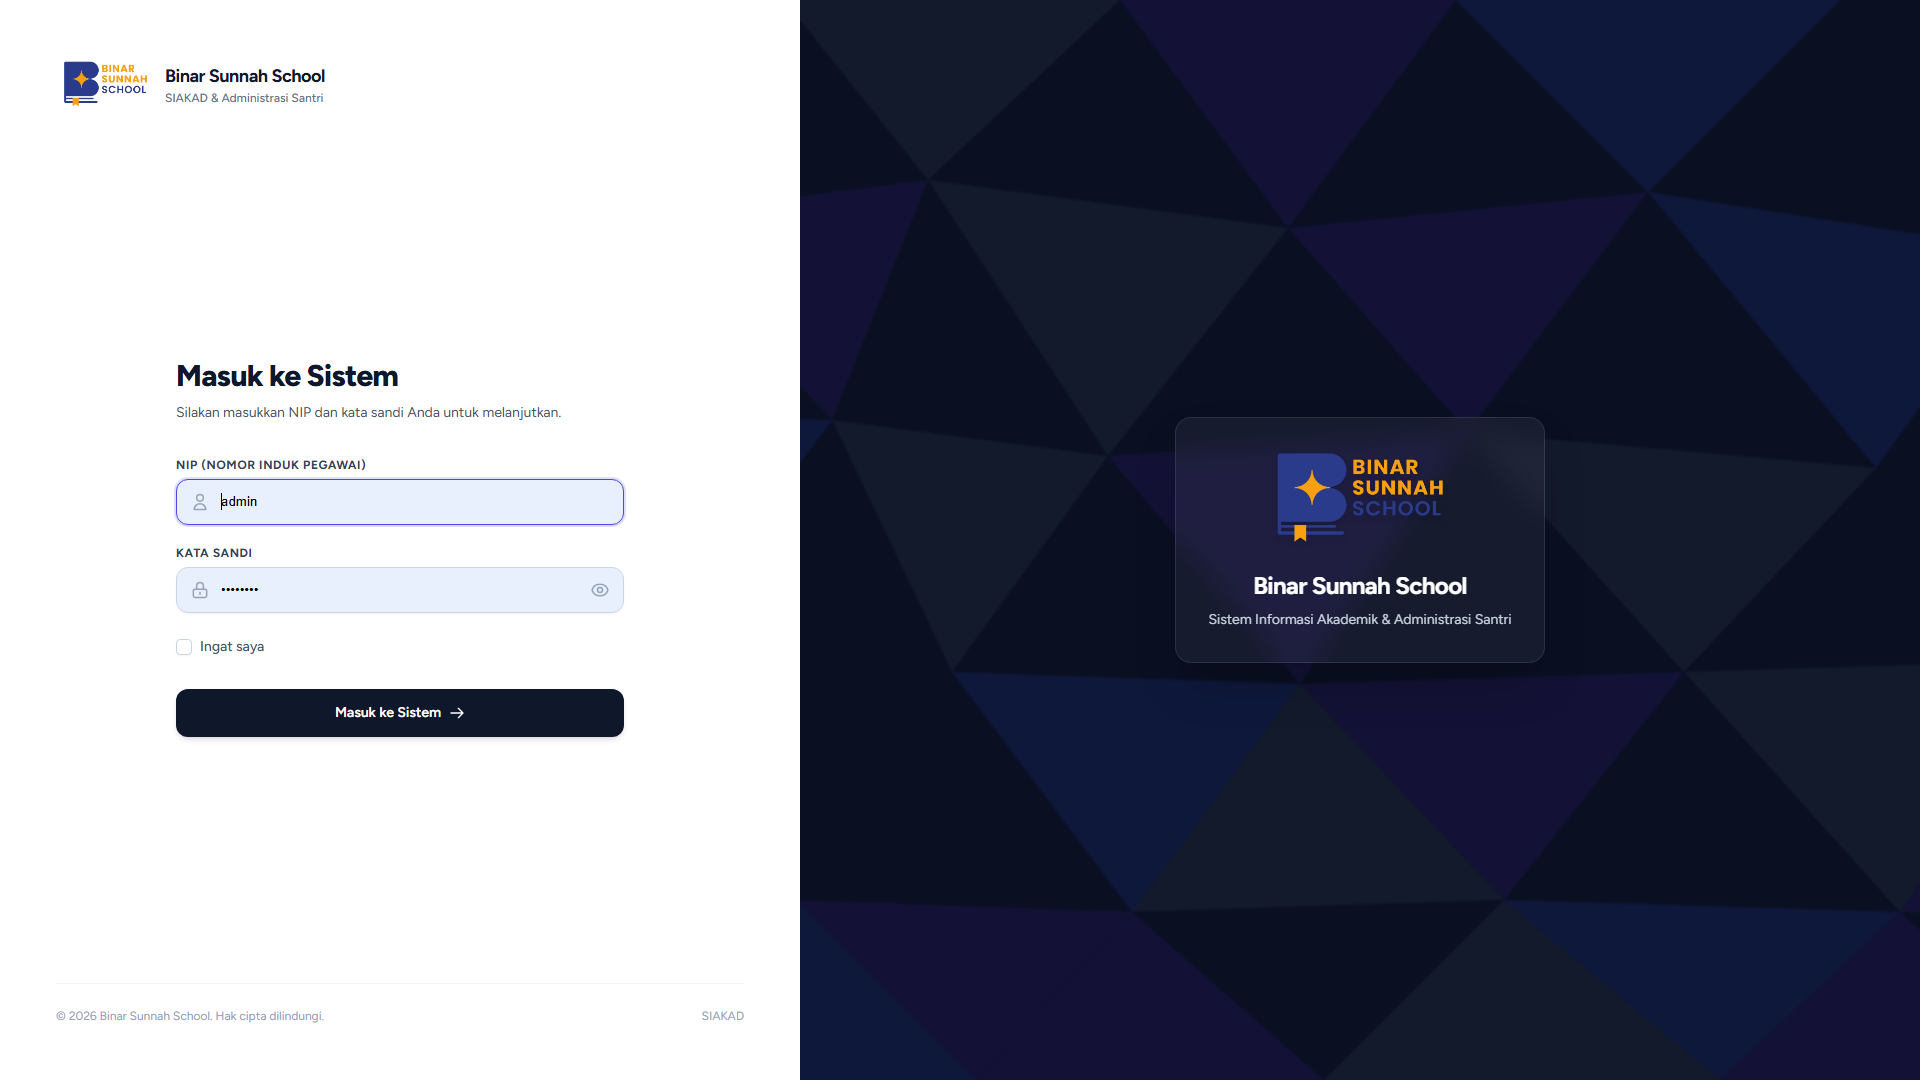 BINAR
SUNNAH
SCHOOL
Binar Sunnah School
SIAKAD & Administrasi Santri
Masuk ke Sistem
Silakan masukkan NIP dan kata sandi Anda untuk melanjutkan.
NIP (NOMOR INDUK PEGAWAI)
admin
KATA SANDI
••••••••
Ingat saya
Masuk ke Sistem →
© 2026 Binar Sunnah School. Hak cipta dilindungi.
SIAKAD
BINAR
SUNNAH
SCHOOL
Binar Sunnah School
Sistem Informasi Akademik & Administrasi Santri